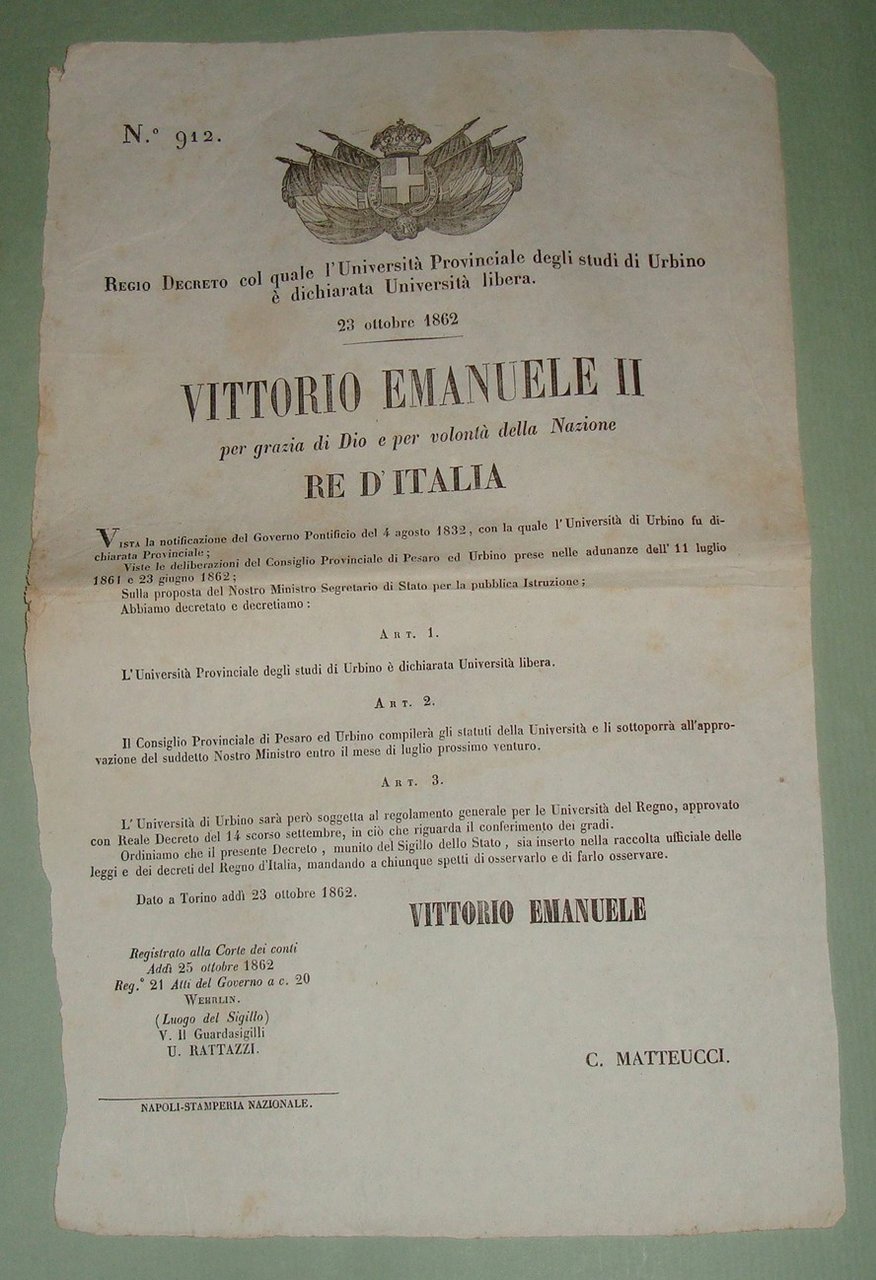 N.° 912.
REGIO DECRETO col quale l'Università Provinciale degli studi di Urbino
è dichiarata Università libera.
23 ottobre 1862
VITTORIO EMANUELE II
per grazia di Dio e per volontà della Nazione
RE D'ITALIA
VISTA la notificazione del Governo Pontificio del 4 agosto 1832, con la quale l'Università di Urbino fu di-
chiarata Provinciale;
Viste le deliberazioni del Consiglio Provinciale di Pesaro ed Urbino prese nelle adunanze dell' 11 luglio
1861 e 23 giugno 1862;
Sulla proposta del Nostro Ministro Segretario di Stato per la pubblica Istruzione;
Abbiamo decretato e decretiamo:
ART. 1.
L'Università Provinciale degli studi di Urbino è dichiarata Università libera.
ART. 2.
Il Consiglio Provinciale di Pesaro ed Urbino compilerà gli statuti della Università e li sottoporrà all'appro-
vazione del suddetto Nostro Ministro entro il mese di luglio prossimo venturo.
ART. 3.
L'Università di Urbino sarà però soggetta al regolamento generale per le Università del Regno, approvato
con Reale Decreto del 14 scorso settembre, in ciò che riguarda il conferimento dei gradi.
Ordiniamo che il presente Decreto, munito del Sigillo dello Stato, sia inserto nella raccolta ufficiale delle
leggi e dei decreti del Regno d'Italia, mandando a chiunque spetti di osservarlo e di farlo osservare.
Dato a Torino addì 23 ottobre 1862.
VITTORIO EMANUELE
Registrato alla Corte dei conti
Addì 25 ottobre 1862
Reg.° 21 Atti del Governo a c. 20
WEHRLIN.
(Luogo del Sigillo)
V. Il Guardasigilli
U. RATTAZZI.
C. MATTEUCCI.
NAPOLI-STAMPERIA NAZIONALE.